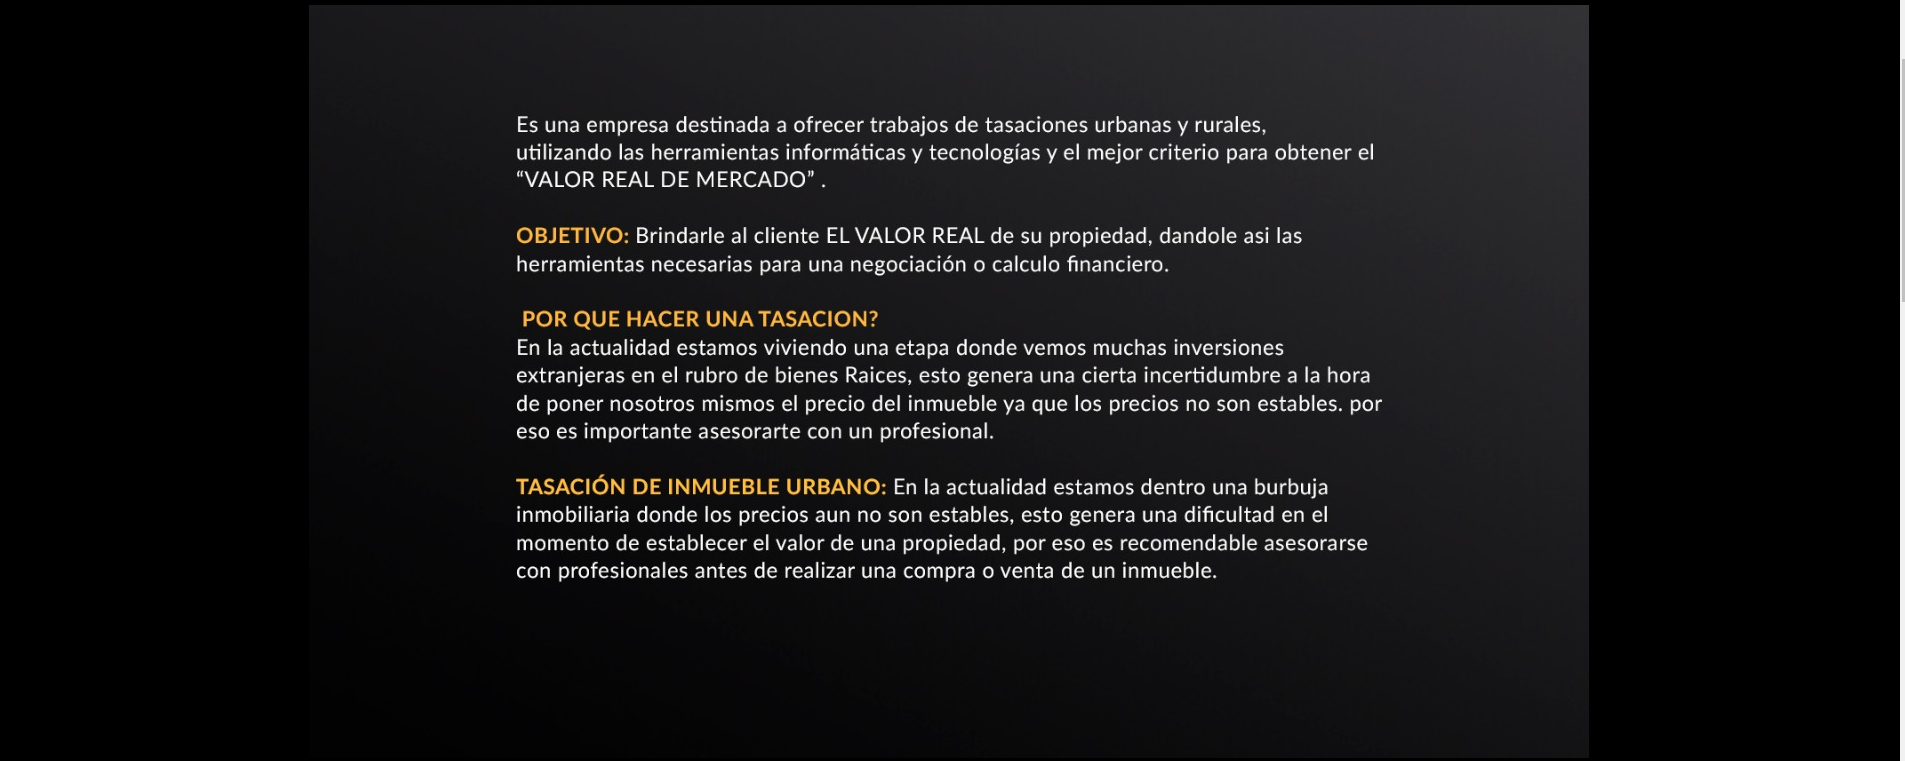 Es una empresa destinada a ofrecer trabajos de tasaciones urbanas y rurales,
utilizando las herramientas informáticas y tecnologías y el mejor criterio para obtener el
“VALOR REAL DE MERCADO” .
OBJETIVO: Brindarle al cliente EL VALOR REAL de su propiedad, dandole asi las
herramientas necesarias para una negociación o calculo financiero.
POR QUE HACER UNA TASACION?
En la actualidad estamos viviendo una etapa donde vemos muchas inversiones
extranjeras en el rubro de bienes Raices, esto genera una cierta incertidumbre a la hora
de poner nosotros mismos el precio del inmueble ya que los precios no son estables. por
eso es importante asesorarte con un profesional.
TASACIÓN DE INMUEBLE URBANO: En la actualidad estamos dentro una burbuja
inmobiliaria donde los precios aun no son estables, esto genera una dificultad en el
momento de establecer el valor de una propiedad, por eso es recomendable asesorarse
con profesionales antes de realizar una compra o venta de un inmueble.